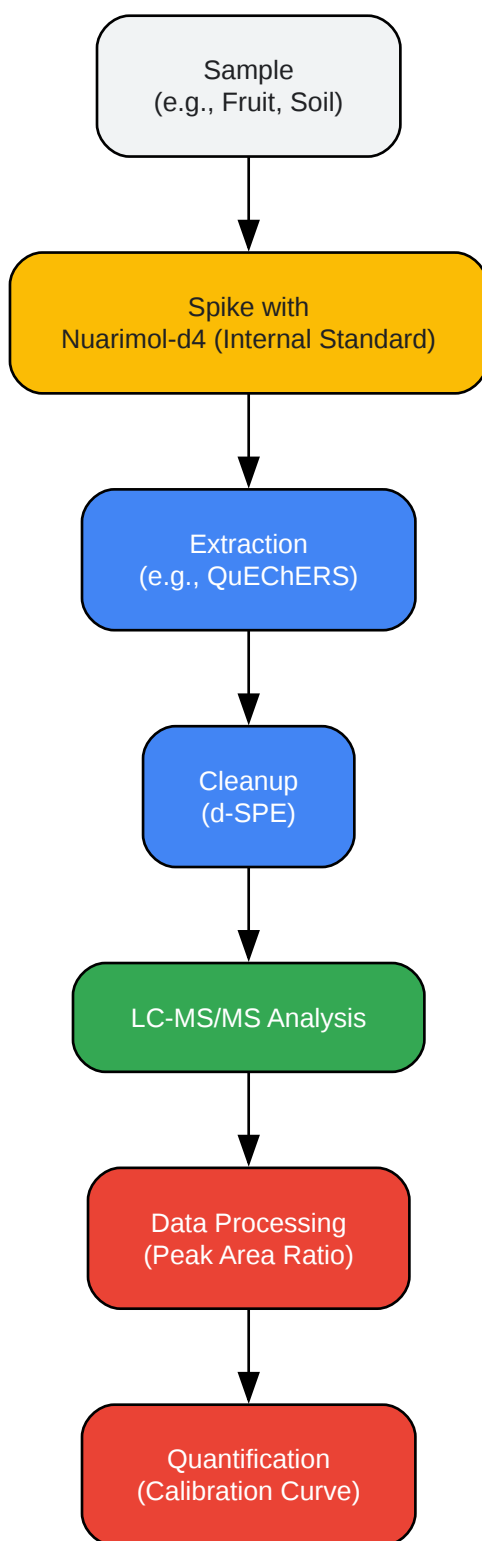 Sample
(e.g., Fruit, Soil)
Spike with
Nuarimol-d4 (Internal Standard)
Extraction
(e.g., QuEChERS)
Cleanup
(d-SPE)
LC-MS/MS Analysis
Data Processing
(Peak Area Ratio)
Quantification
(Calibration Curve)